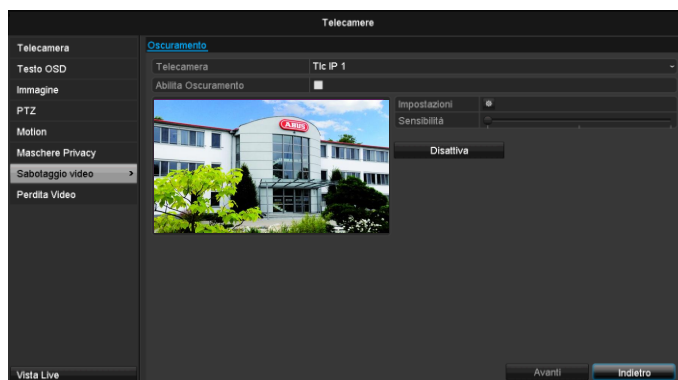 Telecamere
Telecamera
Testo OSD
Immagine
PTZ
Motion
Maschere Privacy
Sabotaggio video >
Perdita Video
Vista Live
Oscuramento
Telecamera Tlc IP 1
Abilita Oscuramento
ABUS
Impostazioni
Sensibilità
Disattiva
Avanti
Indietro